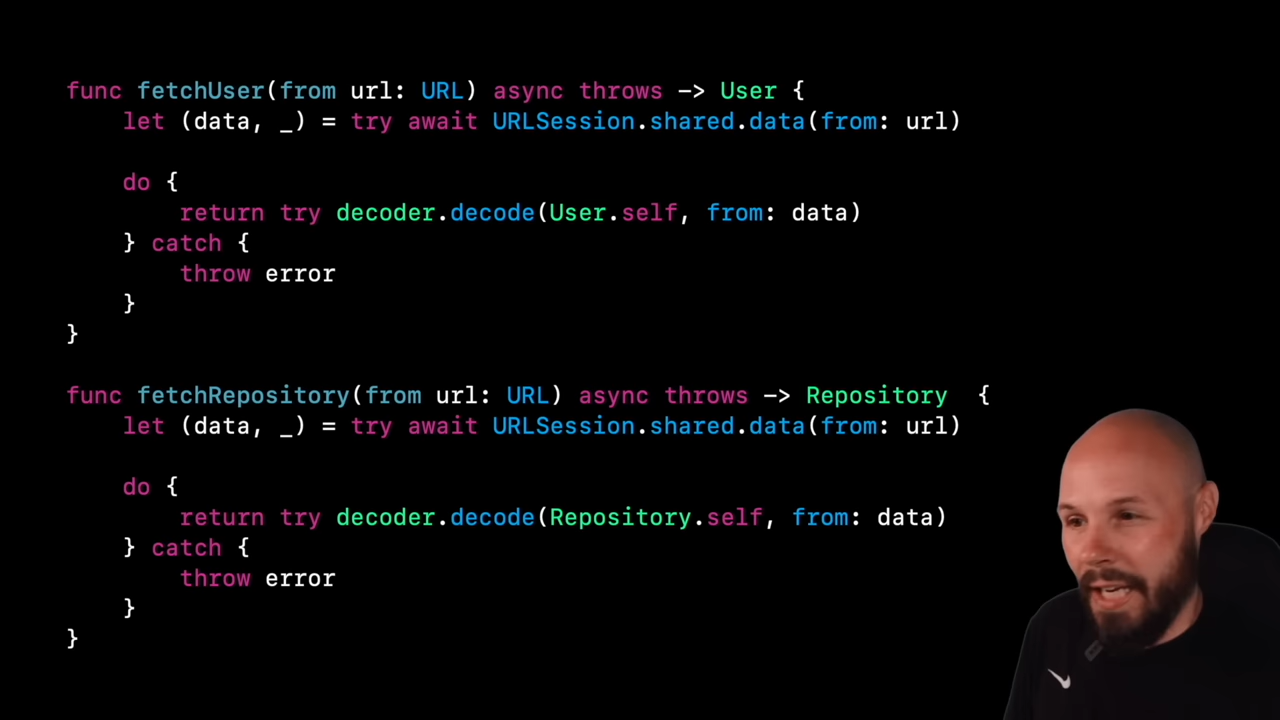 func fetchUser(from url: URL) async throws -> User {
    let (data, _) = try await URLSession.shared.data(from: url)

    do {
        return try decoder.decode(User.self, from: data)
    } catch {
        throw error
    }
}

func fetchRepository(from url: URL) async throws -> Repository  {
    let (data, _) = try await URLSession.shared.data(from: url)

    do {
        return try decoder.decode(Repository.self, from: data)
    } catch {
        throw error
    }
}